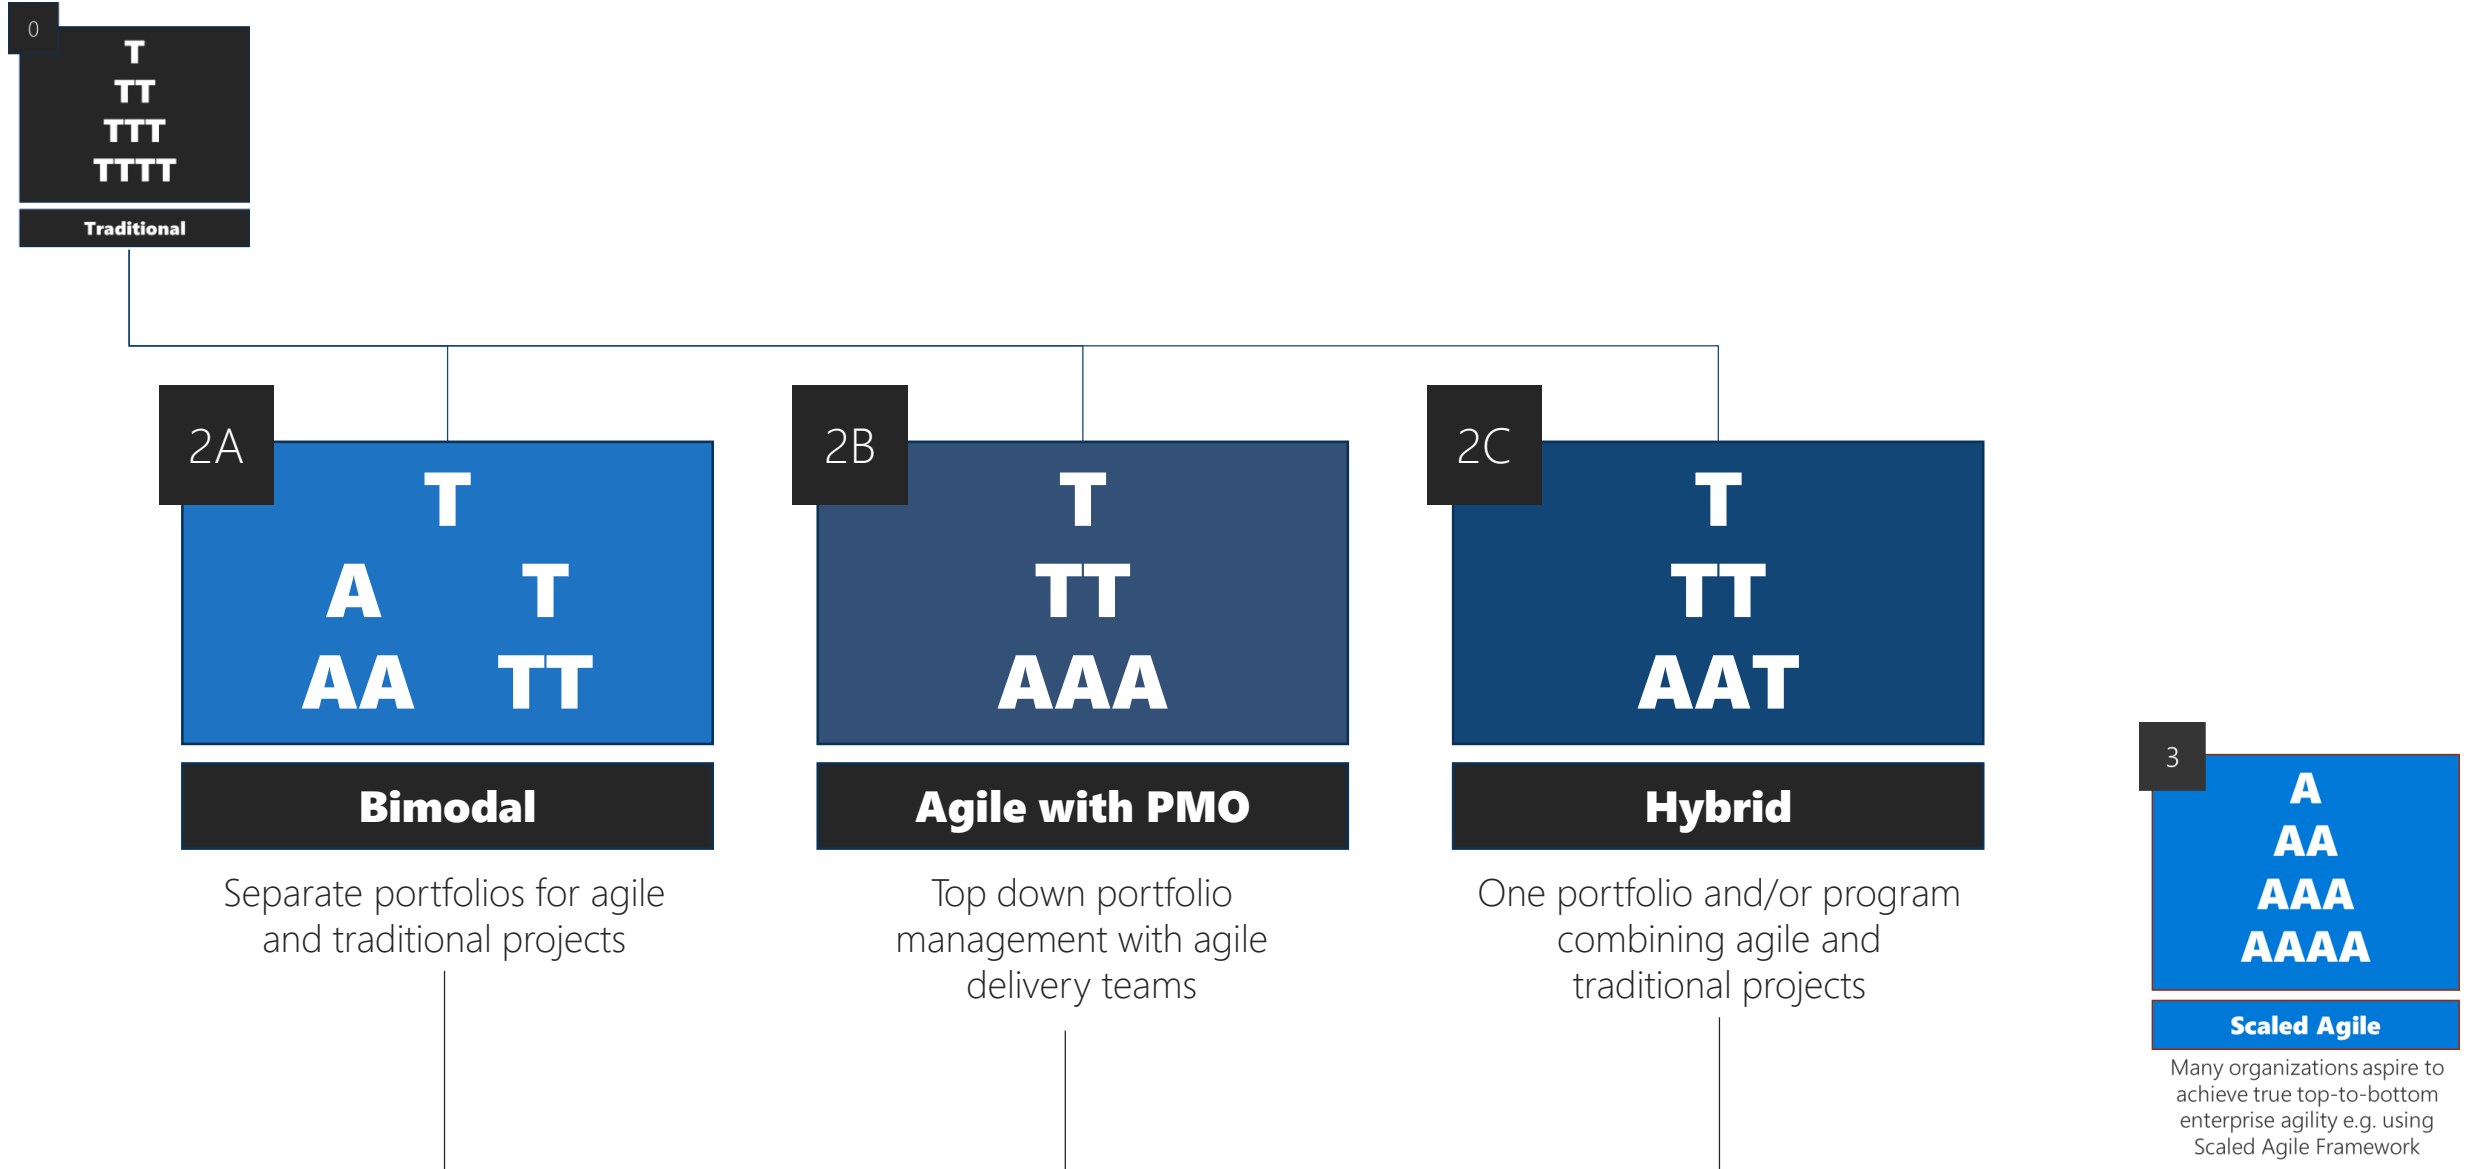 0
T
TT
TTT
TTTT
Traditional
2A
T
A T
AA TT
Bimodal
Separate portfolios for agile
and traditional projects
2B
T
TT
AAA
Agile with PMO
Top down portfolio
management with agile
delivery teams
2C
T
TT
AAT
Hybrid
One portfolio and/or program
combining agile and
traditional projects
3
A
AA
AAA
AAAA
Scaled Agile
Many organizations aspire to
achieve true top-to-bottom
enterprise agility e.g. using
Scaled Agile Framework